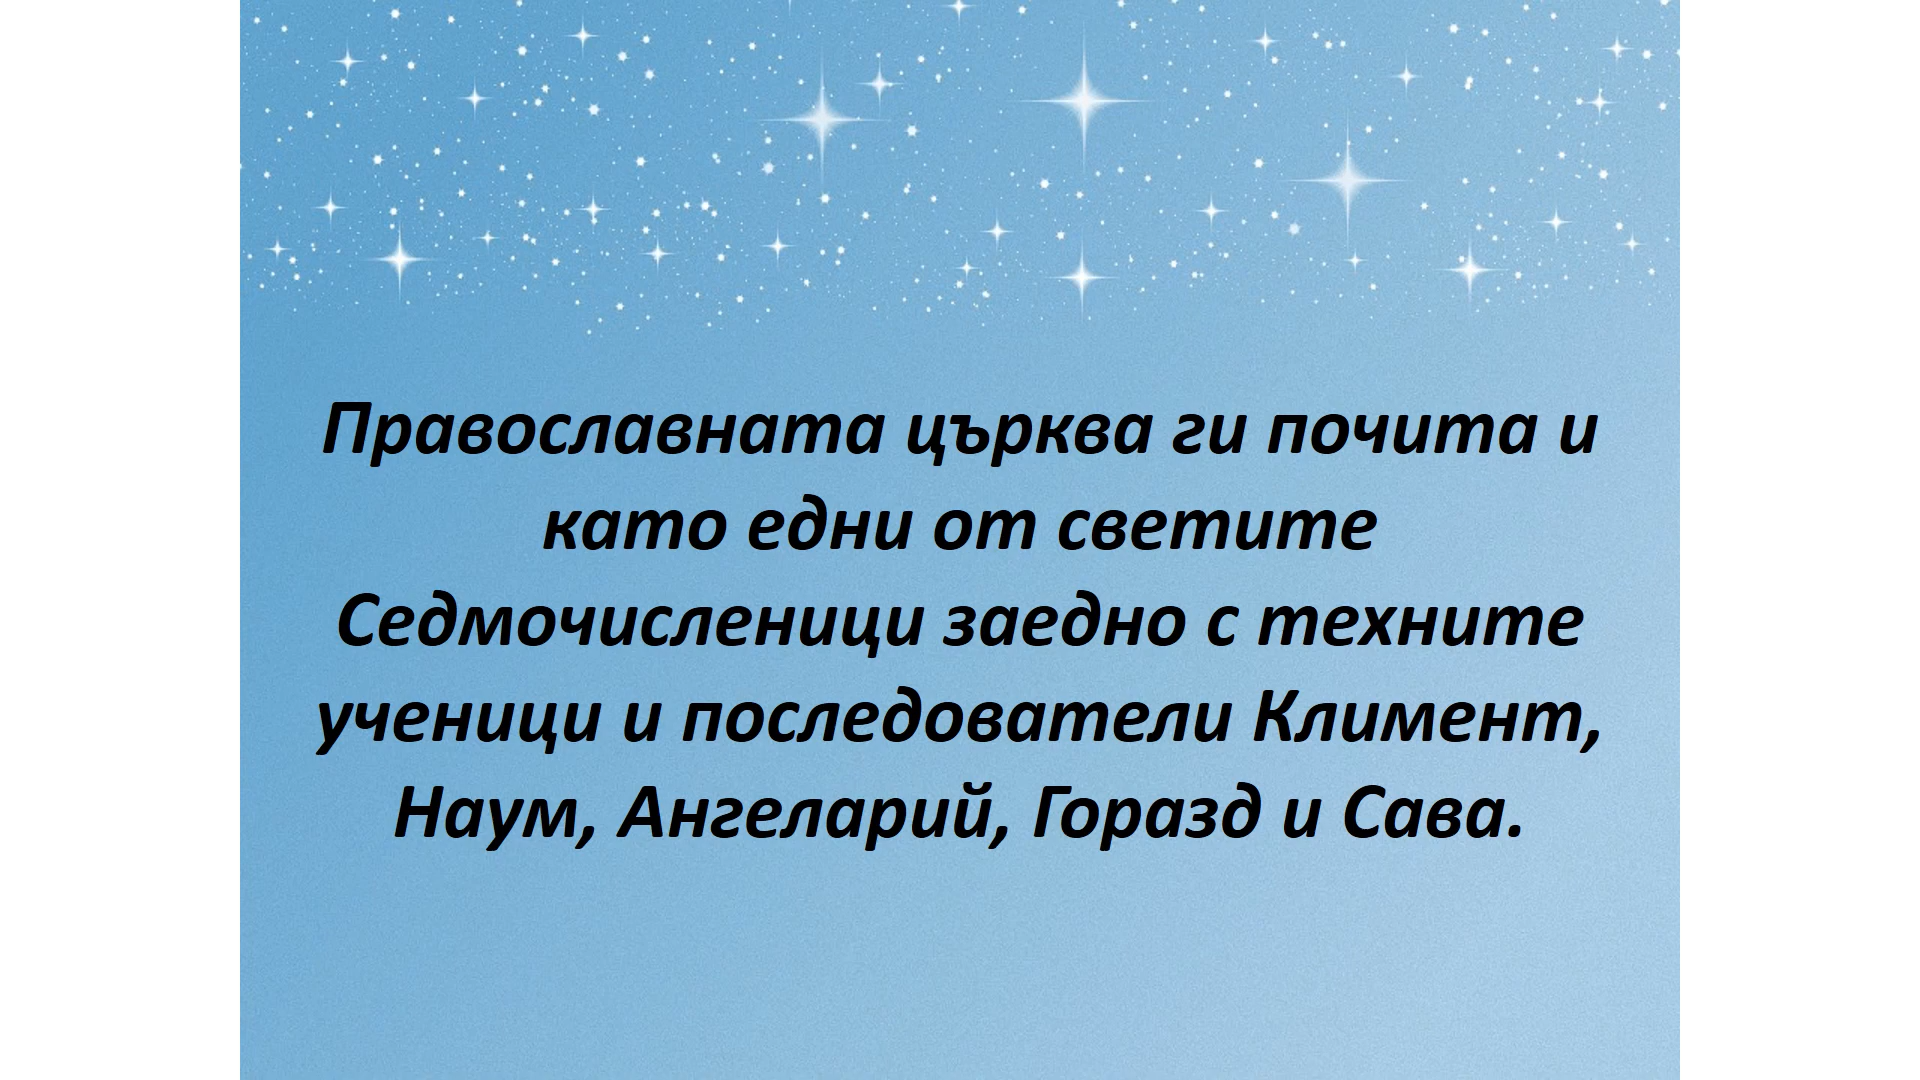 Православната църква ги почита и
като едни от светите
Седмочисленици заедно с техните
ученици и последователи Климент,
Наум, Ангеларий, Горазд и Сава.